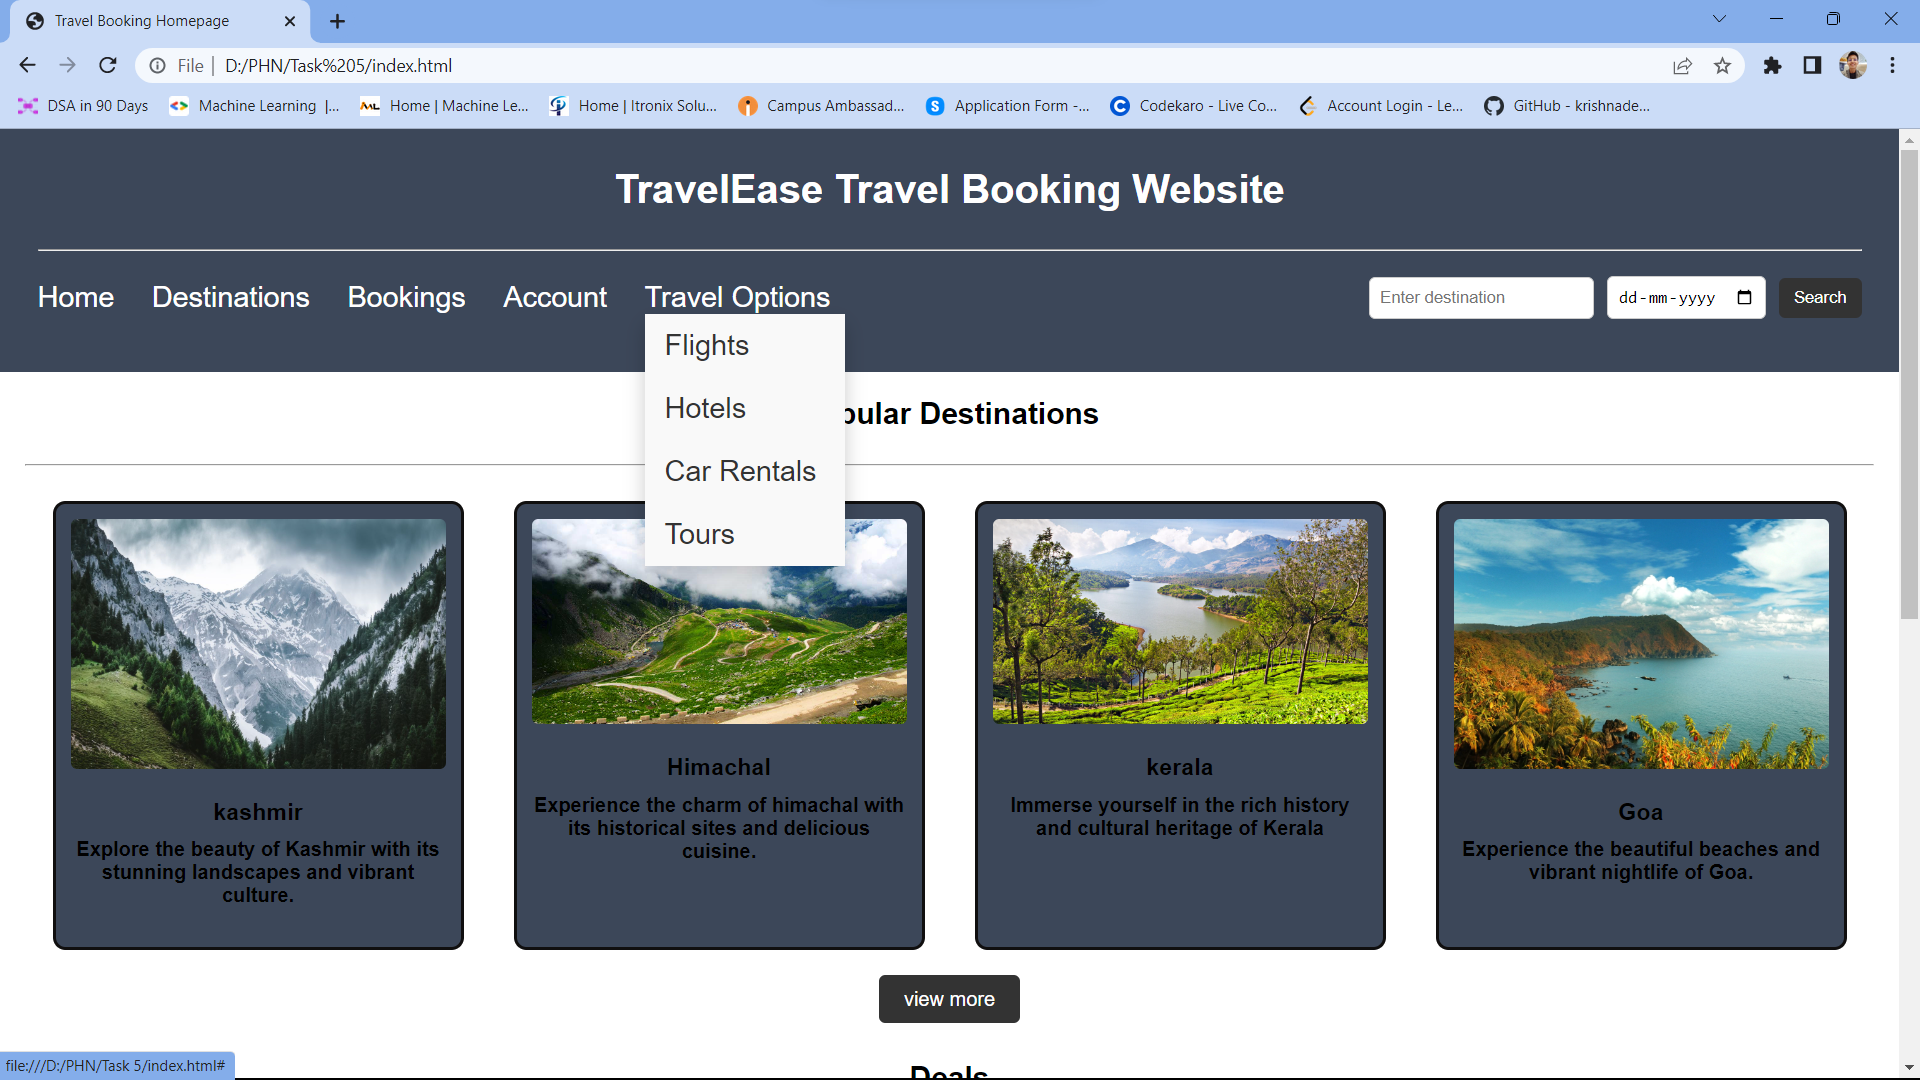 Travel Booking Homepage
File
D:/PHN/Task%205/index.html
DSA in 90 Days
Machine Learning |...
Home | Machine Le...
Home | Itronix Solu...
Campus Ambassad...
Application Form -...
Codekaro - Live Co...
Account Login - Le...
GitHub - krishnade...
TravelEase Travel Booking Website
Home
Destinations
Bookings
Account
Travel Options
Enter destination
dd-mm-yyyy
Search
Flights
Hotels
Car Rentals
Tours
pular Destinations
kashmir
Explore the beauty of Kashmir with its
stunning landscapes and vibrant
culture.
Himachal
Experience the charm of himachal with
its historical sites and delicious
cuisine.
kerala
Immerse yourself in the rich history
and cultural heritage of Kerala
Goa
Experience the beautiful beaches and
vibrant nightlife of Goa.
view more
Deals
file:///D:/PHN/Task 5/index.html#